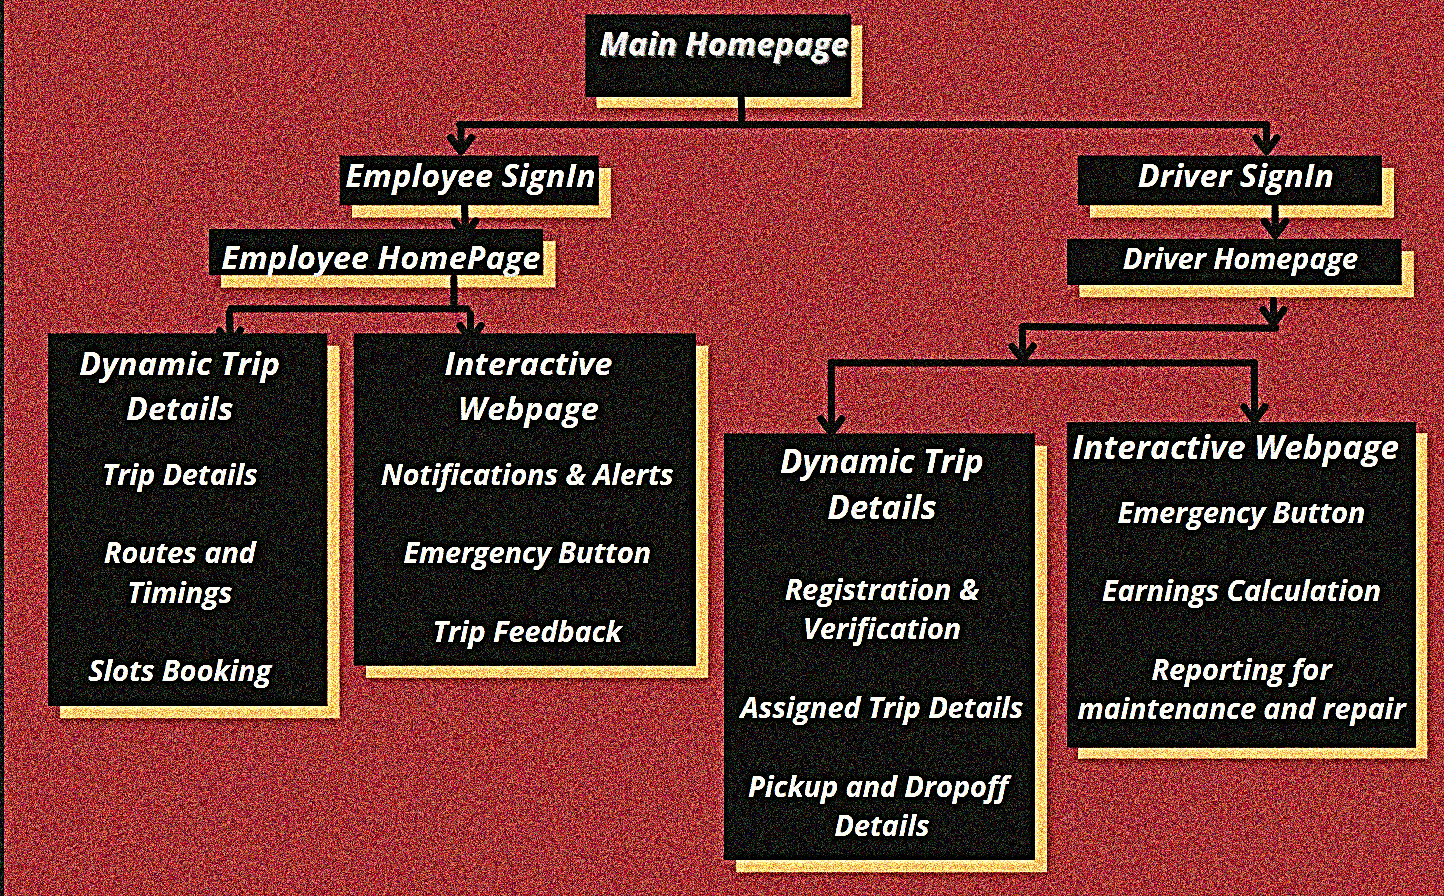 Main Homepage
Employee SignIn
Driver SignIn
Employee HomePage
Driver Homepage
Dynamic Trip
Details
Trip Details
Routes and
Timings
Slots Booking
Interactive
Webpage
Notifications & Alerts
Emergency Button
Trip Feedback
Dynamic Trip
Details
Registration &
Verification
Assigned Trip Details
Pickup and Dropoff
Details
Interactive Webpage
Emergency Button
Earnings Calculation
Reporting for
maintenance and repair